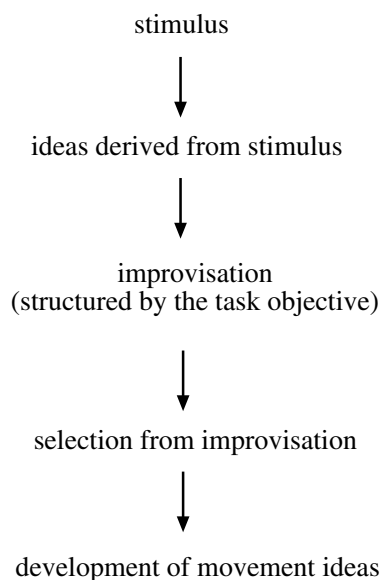 stimulus
ideas derived from stimulus
improvisation
(structured by the task objective)
selection from improvisation
development of movement ideas